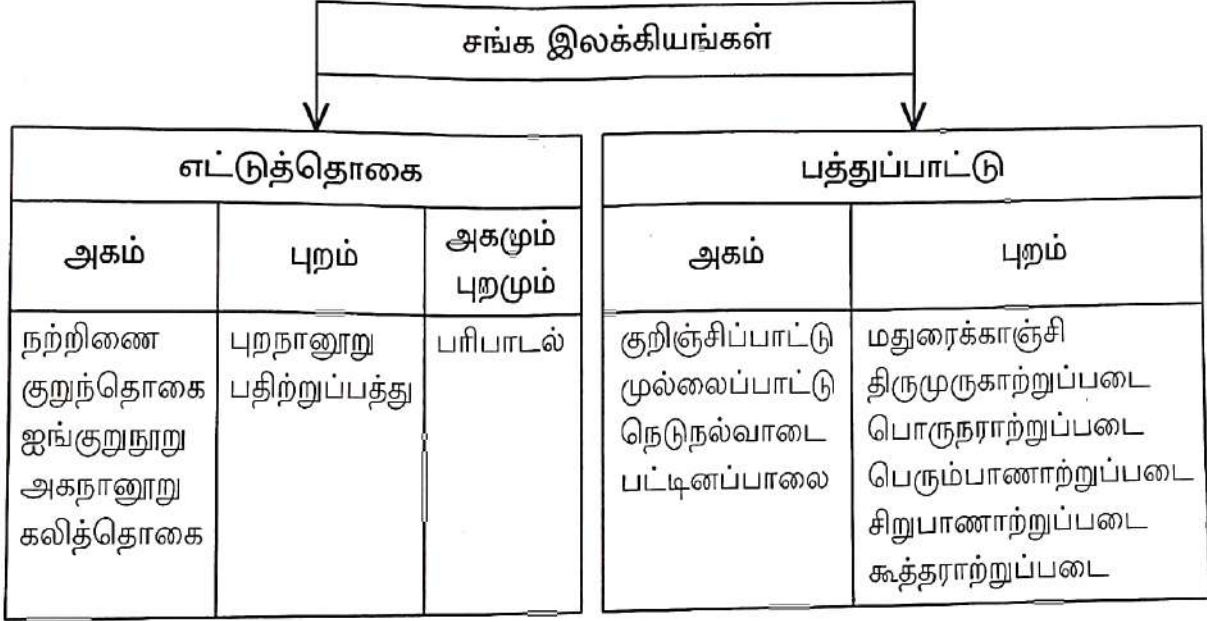 சங்க இலக்கியங்கள்
எட்டுத்தொகை
அகம்
புறம்
அகமும்
புறமும்
நற்றிணை
குறுந்தொகை
ஐங்குறுநூறு
அகநானூறு
கலித்தொகை
புறநானூறு
பதிற்றுப்பத்து
பரிபாடல்
பத்துப்பாட்டு
அகம்
புறம்
குறிஞ்சிப்பாட்டு
முல்லைப்பாட்டு
நெடுநல்வாடை
பட்டினப்பாலை
மதுரைக்காஞ்சி
திருமுருகாற்றுப்படை
பொருநராற்றுப்படை
பெரும்பாணாற்றுப்படை
சிறுபாணாற்றுப்படை
கூத்தராற்றுப்படை